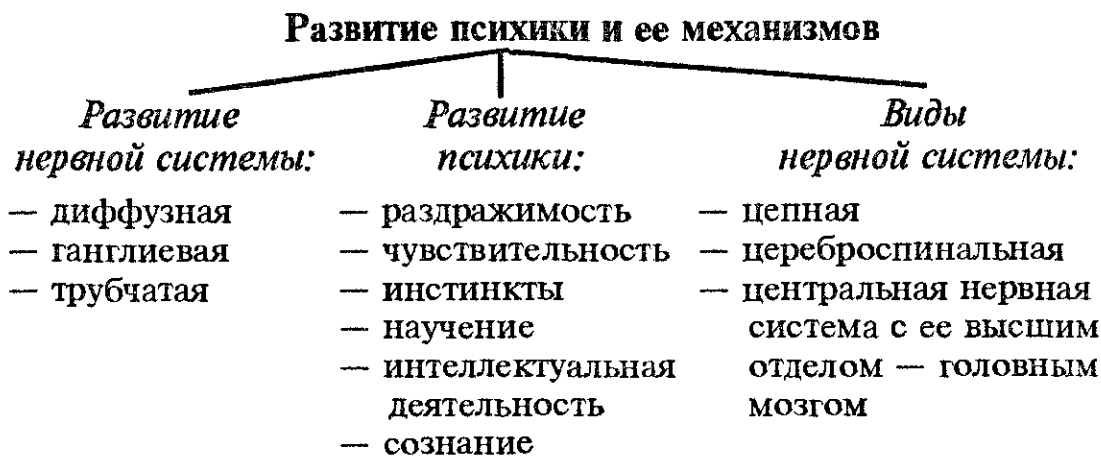 Развитие психики и ее механизмов
Развитие
нервной системы:
— диффузная
— ганглиевая
— трубчатая
Развитие
психики:
— раздражимость
— чувствительность
— инстинкты
— научение
— интеллектуальная
деятельность
— сознание
Виды
нервной системы:
— цепная
— цереброспинальная
— центральная нервная
система с ее высшим
отделом — головным
мозгом